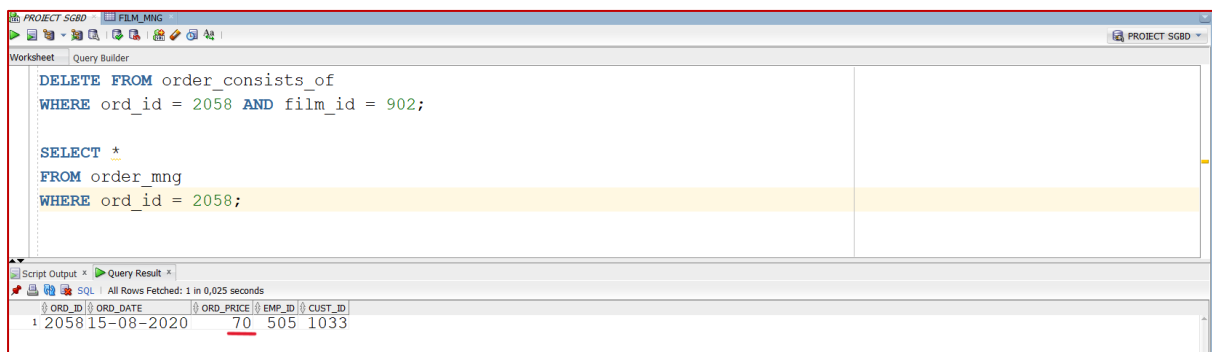 PROJECT SGBD × FILM_MNG ×
PROJECT SGBD
Worksheet Query Builder
DELETE FROM order_consists_of
WHERE ord_id = 2058 AND film_id = 902;
SELECT *
FROM order_mng
WHERE ord_id = 2058;
Script Output × Query Result ×
SQL | All Rows Fetched: 1 in 0,025 seconds
ORD_ID ORD_DATE ORD_PRICE EMP_ID CUST_ID
1 2058 15-08-2020 70 505 1033